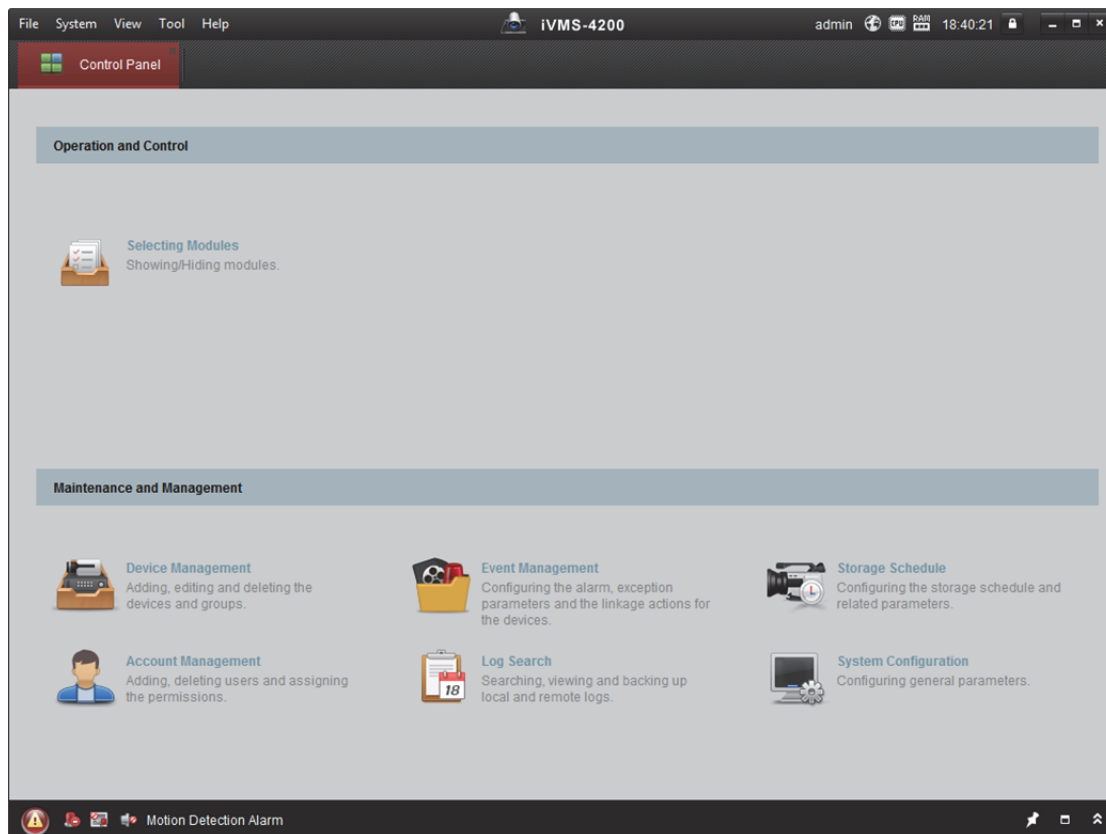 File System View Tool Help iVMS-4200 admin CPU RAM 18:40:21
Control Panel
Operation and Control
Selecting Modules
Showing/Hiding modules.
Maintenance and Management
Device Management
Adding, editing and deleting the
devices and groups.
Event Management
Configuring the alarm, exception
parameters and the linkage actions for
the devices.
Storage Schedule
Configuring the storage schedule and
related parameters.
Account Management
Adding, deleting users and assigning
the permissions.
18
Log Search
Searching, viewing and backing up
local and remote logs.
System Configuration
Configuring general parameters.
Motion Detection Alarm